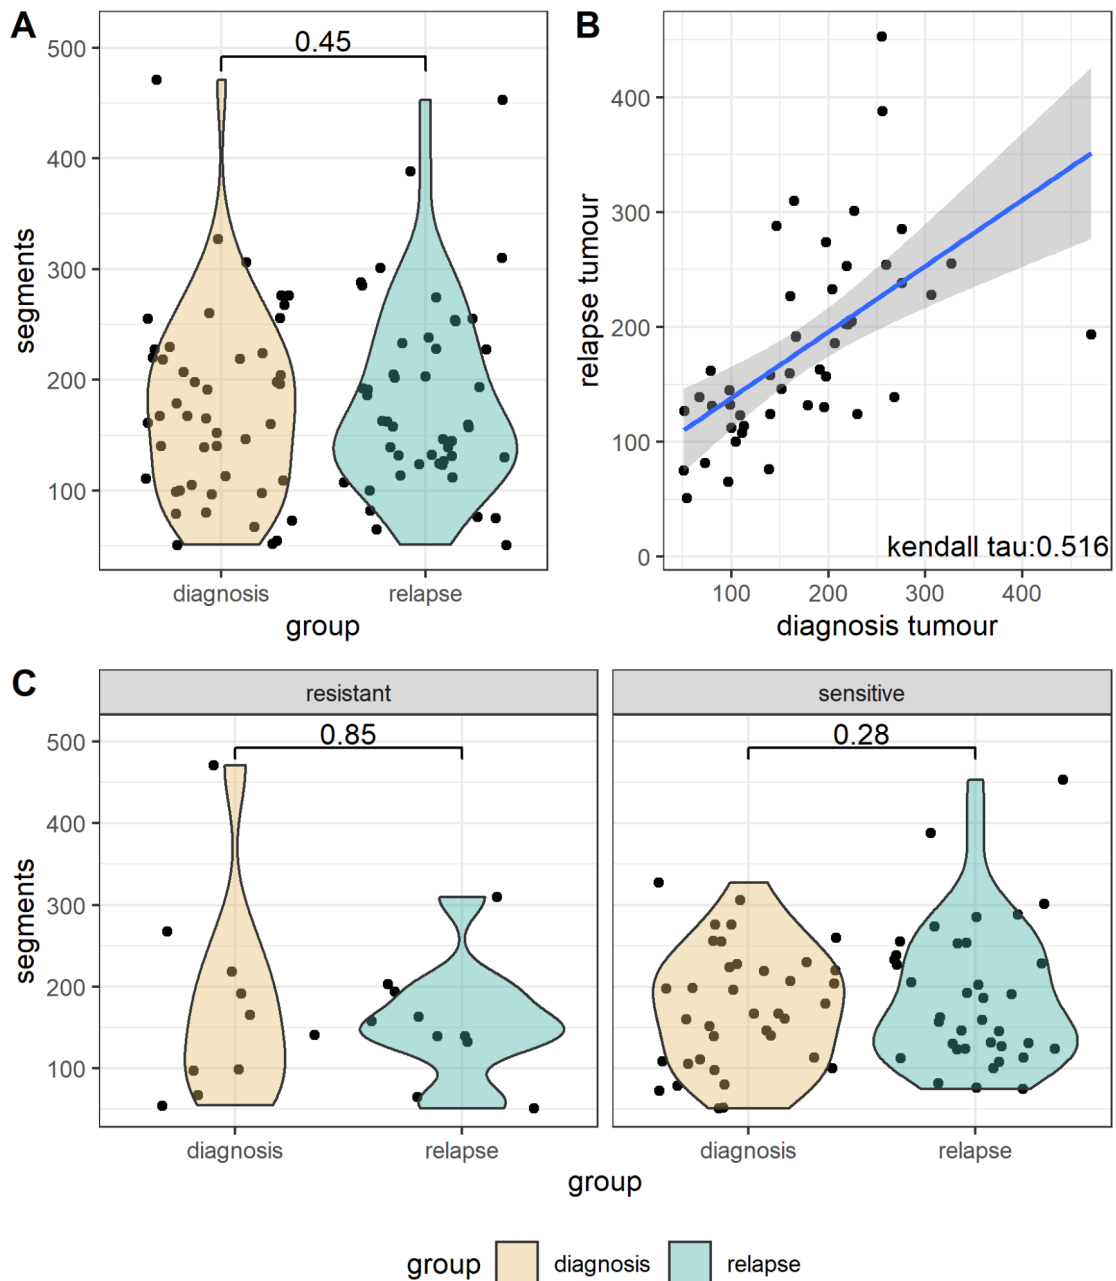 A
0.45
500
400
300
200
100
segments
diagnosis
relapse
group
B
400
300
200
100
0
relapse tumour
kendall tau:0.516
100
200
300
400
diagnosis tumour
C
resistant
sensitive
0.85
0.28
500
400
300
200
100
segments
diagnosis
relapse
diagnosis
relapse
group
group diagnosis relapse